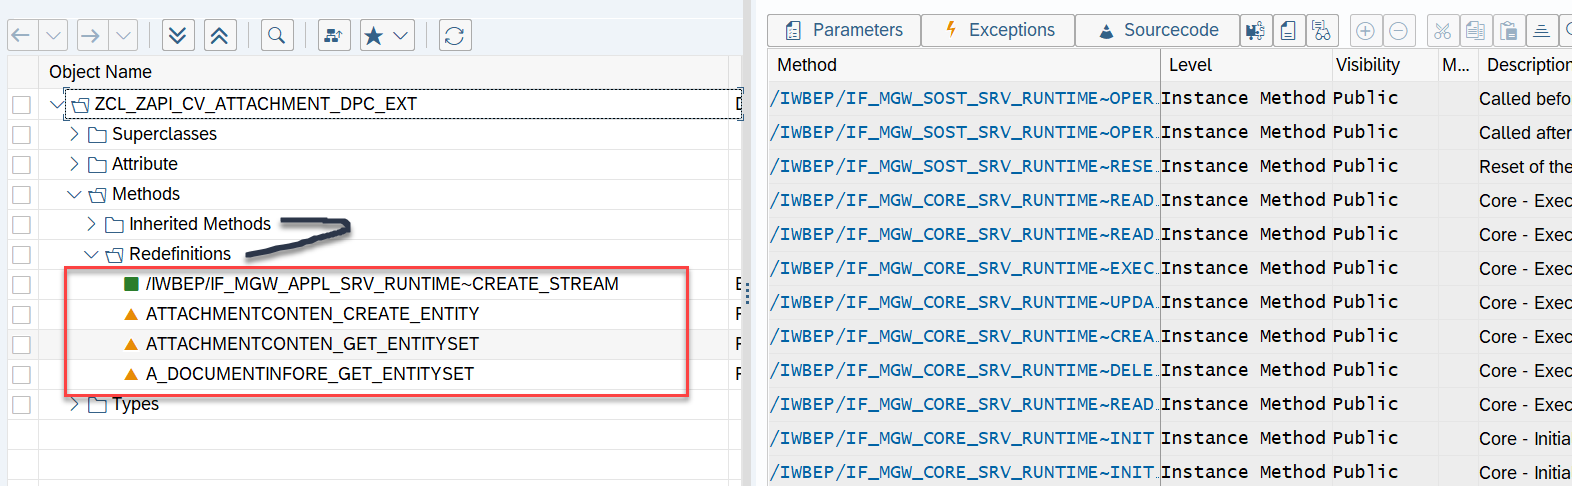 Parameters Exceptions Sourcecode
Object Name
ZCL_ZAPI_CV_ATTACHMENT_DPC_EXT
Superclasses
Attribute
Methods
Inherited Methods
Redefinitions
/IWBEP/IF_MGW_APPL_SRV_RUNTIME~CREATE_STREAM
ATTACHMENTCONTEN_CREATE_ENTITY
ATTACHMENTCONTEN_GET_ENTITYSET
A_DOCUMENTINFORE_GET_ENTITYSET
Types
Method Level Visibility M... Description
/IWBEP/IF_MGW_SOST_SRV_RUNTIME~OPER… Instance Method Public Called befo
/IWBEP/IF_MGW_SOST_SRV_RUNTIME~OPER… Instance Method Public Called after
/IWBEP/IF_MGW_SOST_SRV_RUNTIME~RESE… Instance Method Public Reset of the
/IWBEP/IF_MGW_CORE_SRV_RUNTIME~READ… Instance Method Public Core - Exec
/IWBEP/IF_MGW_CORE_SRV_RUNTIME~READ… Instance Method Public Core - Exec
/IWBEP/IF_MGW_CORE_SRV_RUNTIME~EXEC… Instance Method Public Core - Exec
/IWBEP/IF_MGW_CORE_SRV_RUNTIME~UPDA… Instance Method Public Core - Exec
/IWBEP/IF_MGW_CORE_SRV_RUNTIME~CREA… Instance Method Public Core - Exec
/IWBEP/IF_MGW_CORE_SRV_RUNTIME~DELE… Instance Method Public Core - Exec
/IWBEP/IF_MGW_CORE_SRV_RUNTIME~READ… Instance Method Public Core - Exec
/IWBEP/IF_MGW_CORE_SRV_RUNTIME~INIT Instance Method Public Core - Initia
/IWBEP/IF_MGW_CORE_SRV_RUNTIME~INIT… Instance Method Public Core - Initia